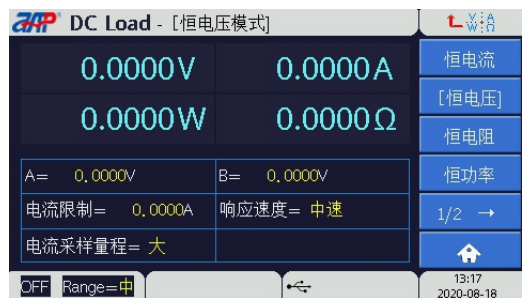 ZAP DC Load - [恒电压模式]
0.0000V 0.0000A
0.0000W 0.0000Ω
A= 0.0000V B= 0.0000V
电流限制= 0.0000A 响应速度= 中速
电流采样量程= 大
恒电流
[恒电压]
恒电阻
恒功率
1/2 →
OFF Range=中
13:17
2020-08-18